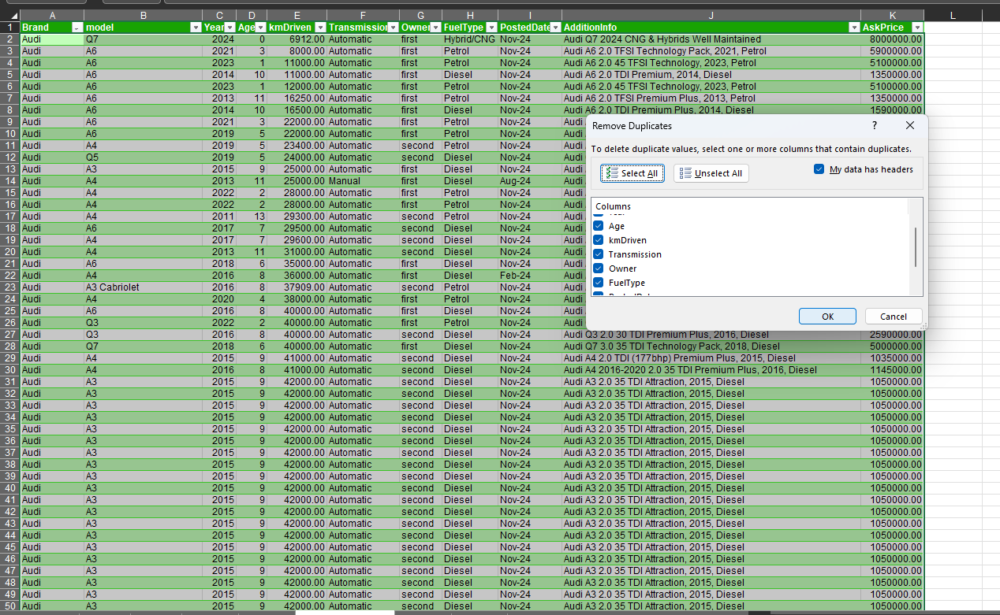 A B C D E F G H I J K L
1 Brand model Year Age kmDriven Transmission Owner FuelType PostedDate AdditionInfo AskPrice
2 Audi Q7 2024 0 6912.00 Automatic first Hybrid/CNG Nov-24 Audi Q7 2024 CNG & Hybrids Well Maintained 8000000.00
3 Audi A6 2021 3 8000.00 Automatic first Petrol Nov-24 Audi A6 2.0 TFSI Technology Pack, 2021, Petrol 5900000.00
4 Audi A6 2023 1 11000.00 Automatic first Petrol Nov-24 Audi A6 2.0 45 TFSI Technology, 2023, Petrol 5100000.00
5 Audi A6 2014 10 11000.00 Automatic first Diesel Nov-24 Audi A6 2.0 TDI Premium, 2014, Diesel 1350000.00
6 Audi A6 2023 1 12000.00 Automatic first Petrol Nov-24 Audi A6 2.0 45 TFSI Technology, 2023, Petrol 5100000.00
7 Audi A6 2013 11 16250.00 Automatic first Petrol Nov-24 Audi A6 2.0 TFSI Premium Plus, 2013, Petrol 1350000.00
8 Audi A6 2014 10 16500.00 Automatic first Diesel Nov-24 Audi A6 2.0 TDI Premium Plus, 2014, Diesel 1590000.00
9 Audi A6 2021 3 22000.00 Automatic first Petrol Nov-24 Audi
10 Audi A6 2019 5 22000.00 Automatic first Petrol Nov-24 Audi
11 Audi A4 2019 5 23400.00 Automatic second Petrol Nov-24 Audi
12 Audi Q5 2019 5 24000.00 Automatic second Diesel Nov-24 Audi
13 Audi A3 2015 9 25000.00 Automatic first Diesel Nov-24 Audi
14 Audi A4 2013 11 25000.00 Manual first Diesel Aug-24 Audi
15 Audi A4 2022 2 28000.00 Automatic first Petrol Nov-24 Audi
16 Audi A4 2022 2 28000.00 Automatic first Petrol Nov-24 Audi
17 Audi A4 2011 13 29300.00 Automatic second Petrol Nov-24 Audi
18 Audi A6 2017 7 29500.00 Automatic second Diesel Nov-24 Audi
19 Audi A4 2017 7 29600.00 Automatic second Diesel Nov-24 Audi
20 Audi A4 2013 11 31000.00 Automatic second Diesel Nov-24 Audi
21 Audi A6 2018 6 35000.00 Automatic first Diesel Nov-24 Audi
22 Audi A4 2016 8 36000.00 Automatic first Diesel Feb-24 Audi
23 Audi A3 Cabriolet 2016 8 37909.00 Automatic second Petrol Nov-24 Audi
24 Audi A4 2020 4 38000.00 Automatic first Petrol Nov-24 Audi
25 Audi A6 2016 8 40000.00 Automatic first Diesel Nov-24 Audi
26 Audi Q3 2022 2 40000.00 Automatic first Petrol Nov-24 Audi
27 Audi Q3 2016 8 40000.00 Automatic second Diesel Nov-24 Audi Q3 2.0 30 TDI Premium Plus, 2016, Diesel 2590000.00
28 Audi Q7 2018 6 40000.00 Automatic first Diesel Nov-24 Audi Q7 3.0 35 TDI Technology Pack, 2018, Diesel 5000000.00
29 Audi A4 2015 9 41000.00 Automatic second Diesel Nov-24 Audi A4 2.0 TDI (177bhp) Premium Plus, 2015, Diesel 1035000.00
30 Audi A4 2016 8 41000.00 Automatic second Diesel Nov-24 Audi A4 2016-2020 2.0 35 TDI Premium Plus, 2016, Diesel 1145000.00
31 Audi A3 2015 9 42000.00 Automatic second Diesel Nov-24 Audi A3 2.0 35 TDI Attraction, 2015, Diesel 1050000.00
32 Audi A3 2015 9 42000.00 Automatic second Diesel Nov-24 Audi A3 2.0 35 TDI Attraction, 2015, Diesel 1050000.00
33 Audi A3 2015 9 42000.00 Automatic second Diesel Nov-24 Audi A3 2.0 35 TDI Attraction, 2015, Diesel 1050000.00
34 Audi A3 2015 9 42000.00 Automatic second Diesel Nov-24 Audi A3 2.0 35 TDI Attraction, 2015, Diesel 1050000.00
35 Audi A3 2015 9 42000.00 Automatic second Diesel Nov-24 Audi A3 2.0 35 TDI Attraction, 2015, Diesel 1050000.00
36 Audi A3 2015 9 42000.00 Automatic second Diesel Nov-24 Audi A3 2.0 35 TDI Attraction, 2015, Diesel 1050000.00
37 Audi A3 2015 9 42000.00 Automatic second Diesel Nov-24 Audi A3 2.0 35 TDI Attraction, 2015, Diesel 1050000.00
38 Audi A3 2015 9 42000.00 Automatic second Diesel Nov-24 Audi A3 2.0 35 TDI Attraction, 2015, Diesel 1050000.00
39 Audi A3 2015 9 42000.00 Automatic second Diesel Nov-24 Audi A3 2.0 35 TDI Attraction, 2015, Diesel 1050000.00
40 Audi A3 2015 9 42000.00 Automatic second Diesel Nov-24 Audi A3 2.0 35 TDI Attraction, 2015, Diesel 1050000.00
41 Audi A3 2015 9 42000.00 Automatic second Diesel Nov-24 Audi A3 2.0 35 TDI Attraction, 2015, Diesel 1050000.00
42 Audi A3 2015 9 42000.00 Automatic second Diesel Nov-24 Audi A3 2.0 35 TDI Attraction, 2015, Diesel 1050000.00
43 Audi A3 2015 9 42000.00 Automatic second Diesel Nov-24 Audi A3 2.0 35 TDI Attraction, 2015, Diesel 1050000.00
44 Audi A3 2015 9 42000.00 Automatic second Diesel Nov-24 Audi A3 2.0 35 TDI Attraction, 2015, Diesel 1050000.00
45 Audi A3 2015 9 42000.00 Automatic second Diesel Nov-24 Audi A3 2.0 35 TDI Attraction, 2015, Diesel 1050000.00
46 Audi A3 2015 9 42000.00 Automatic second Diesel Nov-24 Audi A3 2.0 35 TDI Attraction, 2015, Diesel 1050000.00
47 Audi A3 2015 9 42000.00 Automatic second Diesel Nov-24 Audi A3 2.0 35 TDI Attraction, 2015, Diesel 1050000.00
48 Audi A3 2015 9 42000.00 Automatic second Diesel Nov-24 Audi A3 2.0 35 TDI Attraction, 2015, Diesel 1050000.00
49 Audi A3 2015 9 42000.00 Automatic second Diesel Nov-24 Audi A3 2.0 35 TDI Attraction, 2015, Diesel 1050000.00
50 Audi A3 2015 9 42000.00 Automatic second Diesel Nov-24 Audi A3 2.0 35 TDI Attraction, 2015, Diesel 1050000.00
Remove Duplicates ?
To delete duplicate values, select one or more columns that contain duplicates.
Select All Unselect All My data has headers
Columns
Age
kmDriven
Transmission
Owner
FuelType
OK Cancel